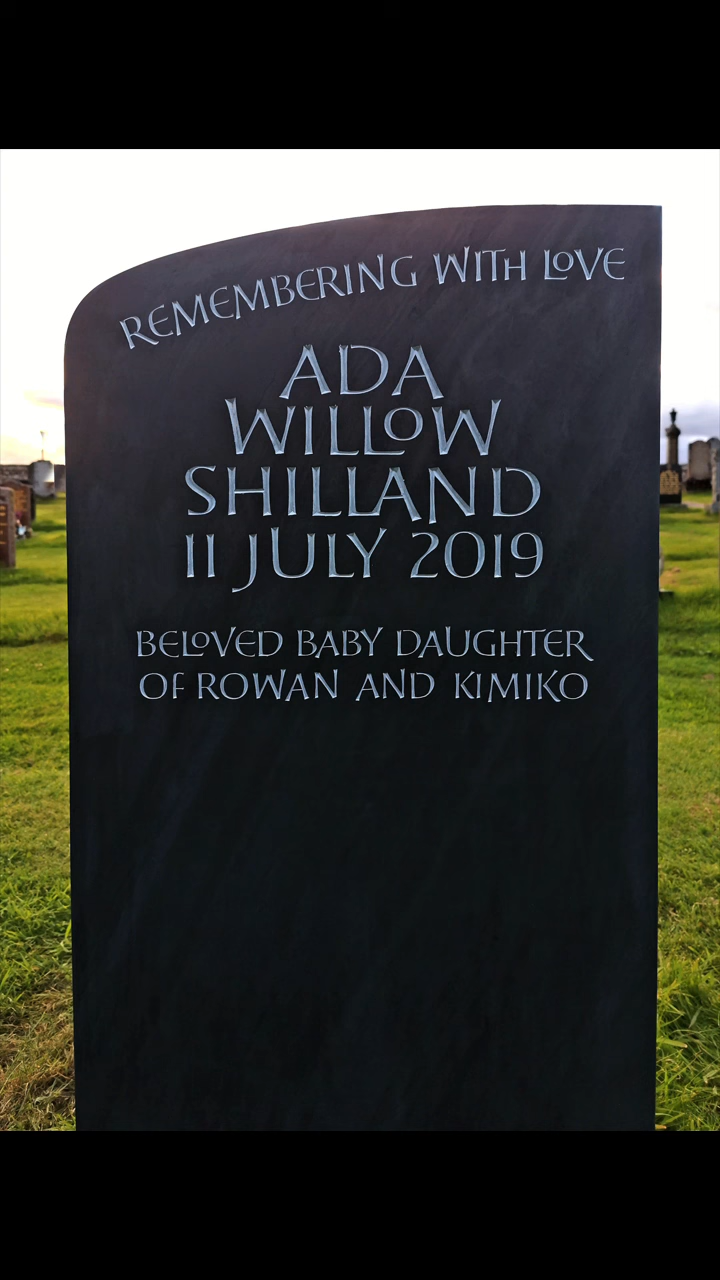 REMEMBERING WITH LOVE
ADA
WILLOW
SHILLAND
11 JULY 2019
BELOVED BABY DAUGHTER
OF ROWAN AND KIMIKO